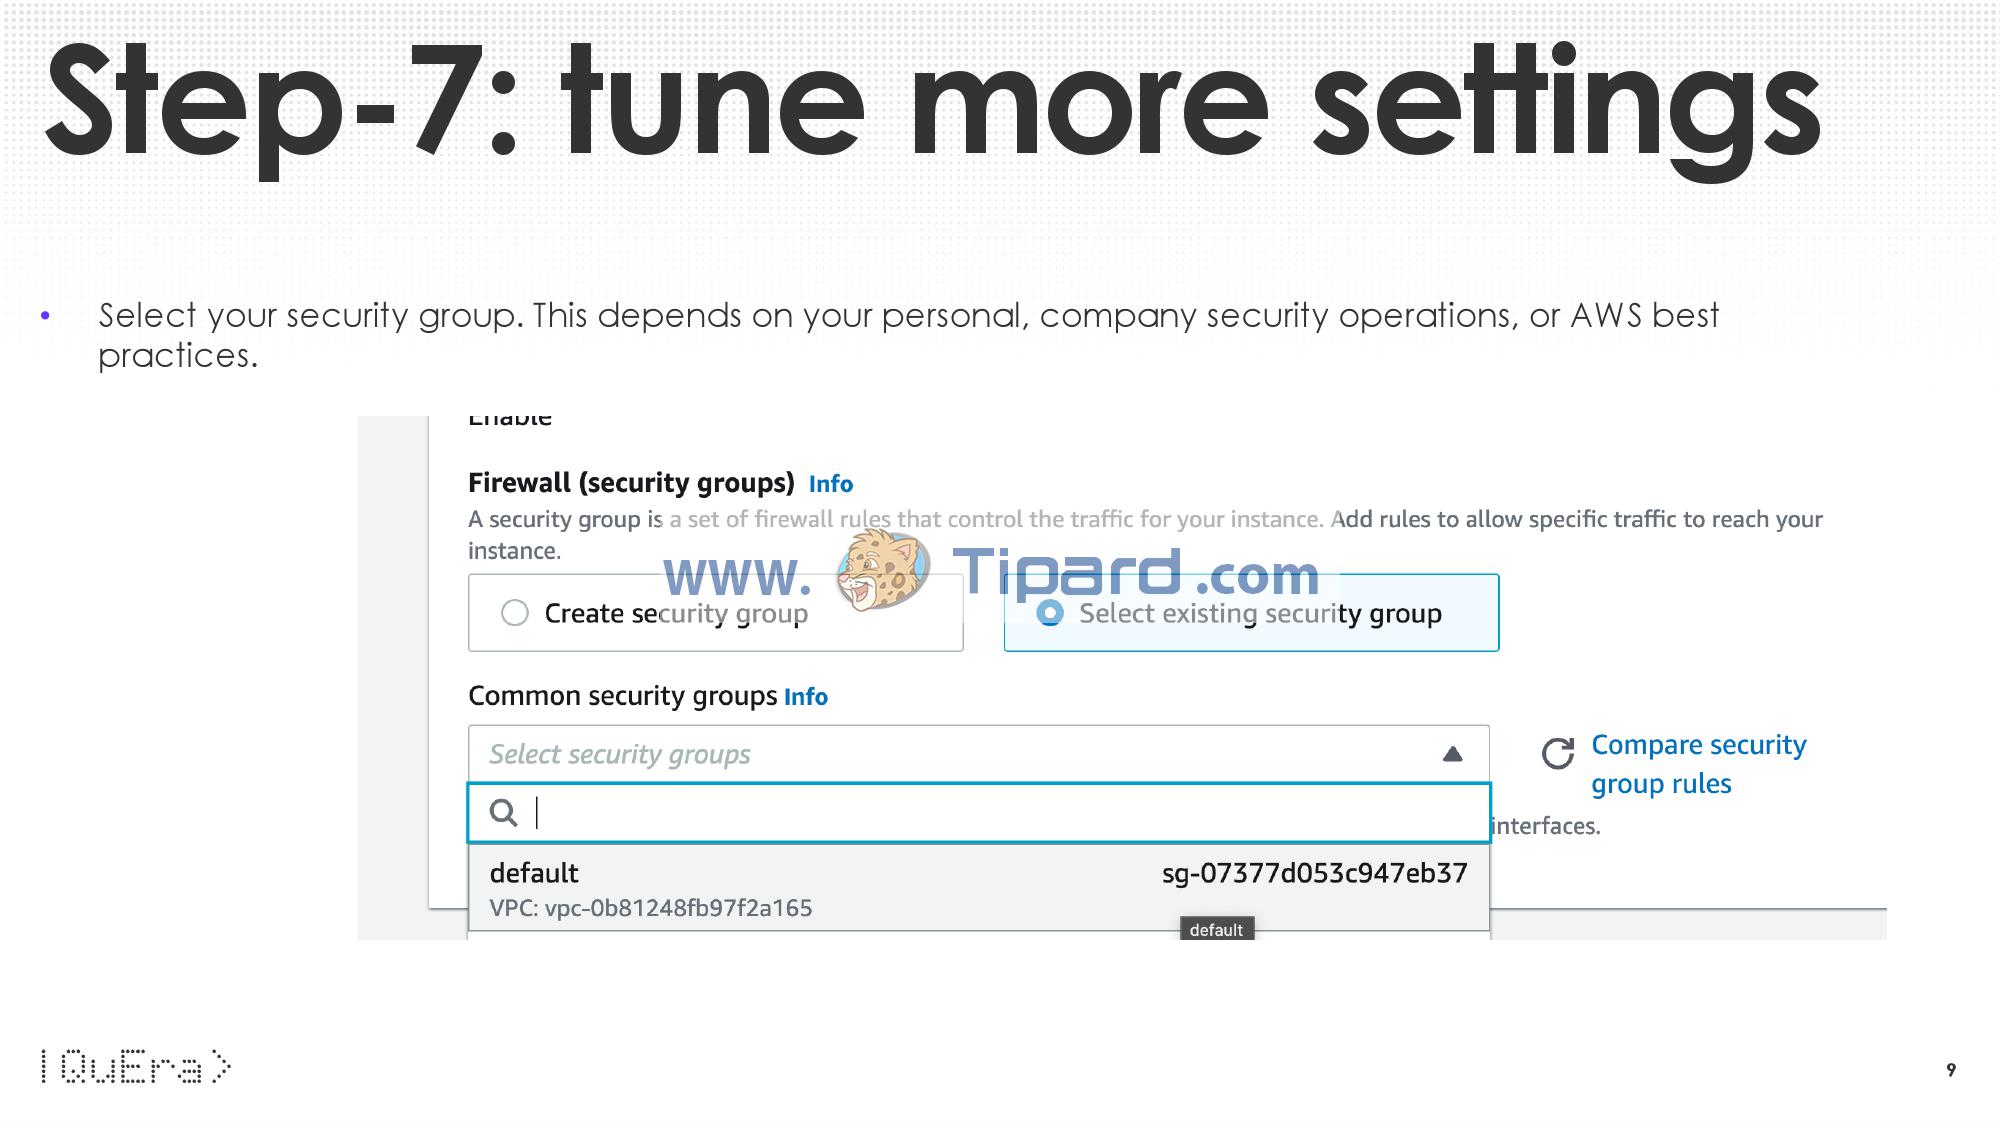 Step-7: tune more settings
• Select your security group. This depends on your personal, company security operations, or AWS best
practices.
Enable
Firewall (security groups) Info
A security group is a set of firewall rules that control the traffic for your instance. Add rules to allow specific traffic to reach your
instance.
www.Tipard.com
Create security group
Select existing security group
Common security groups Info
Select security groups
Compare security
group rules
interfaces.
default sg-07377d053c947eb37
VPC: vpc-0b81248fb97f2a165
default
|QuEra>
9